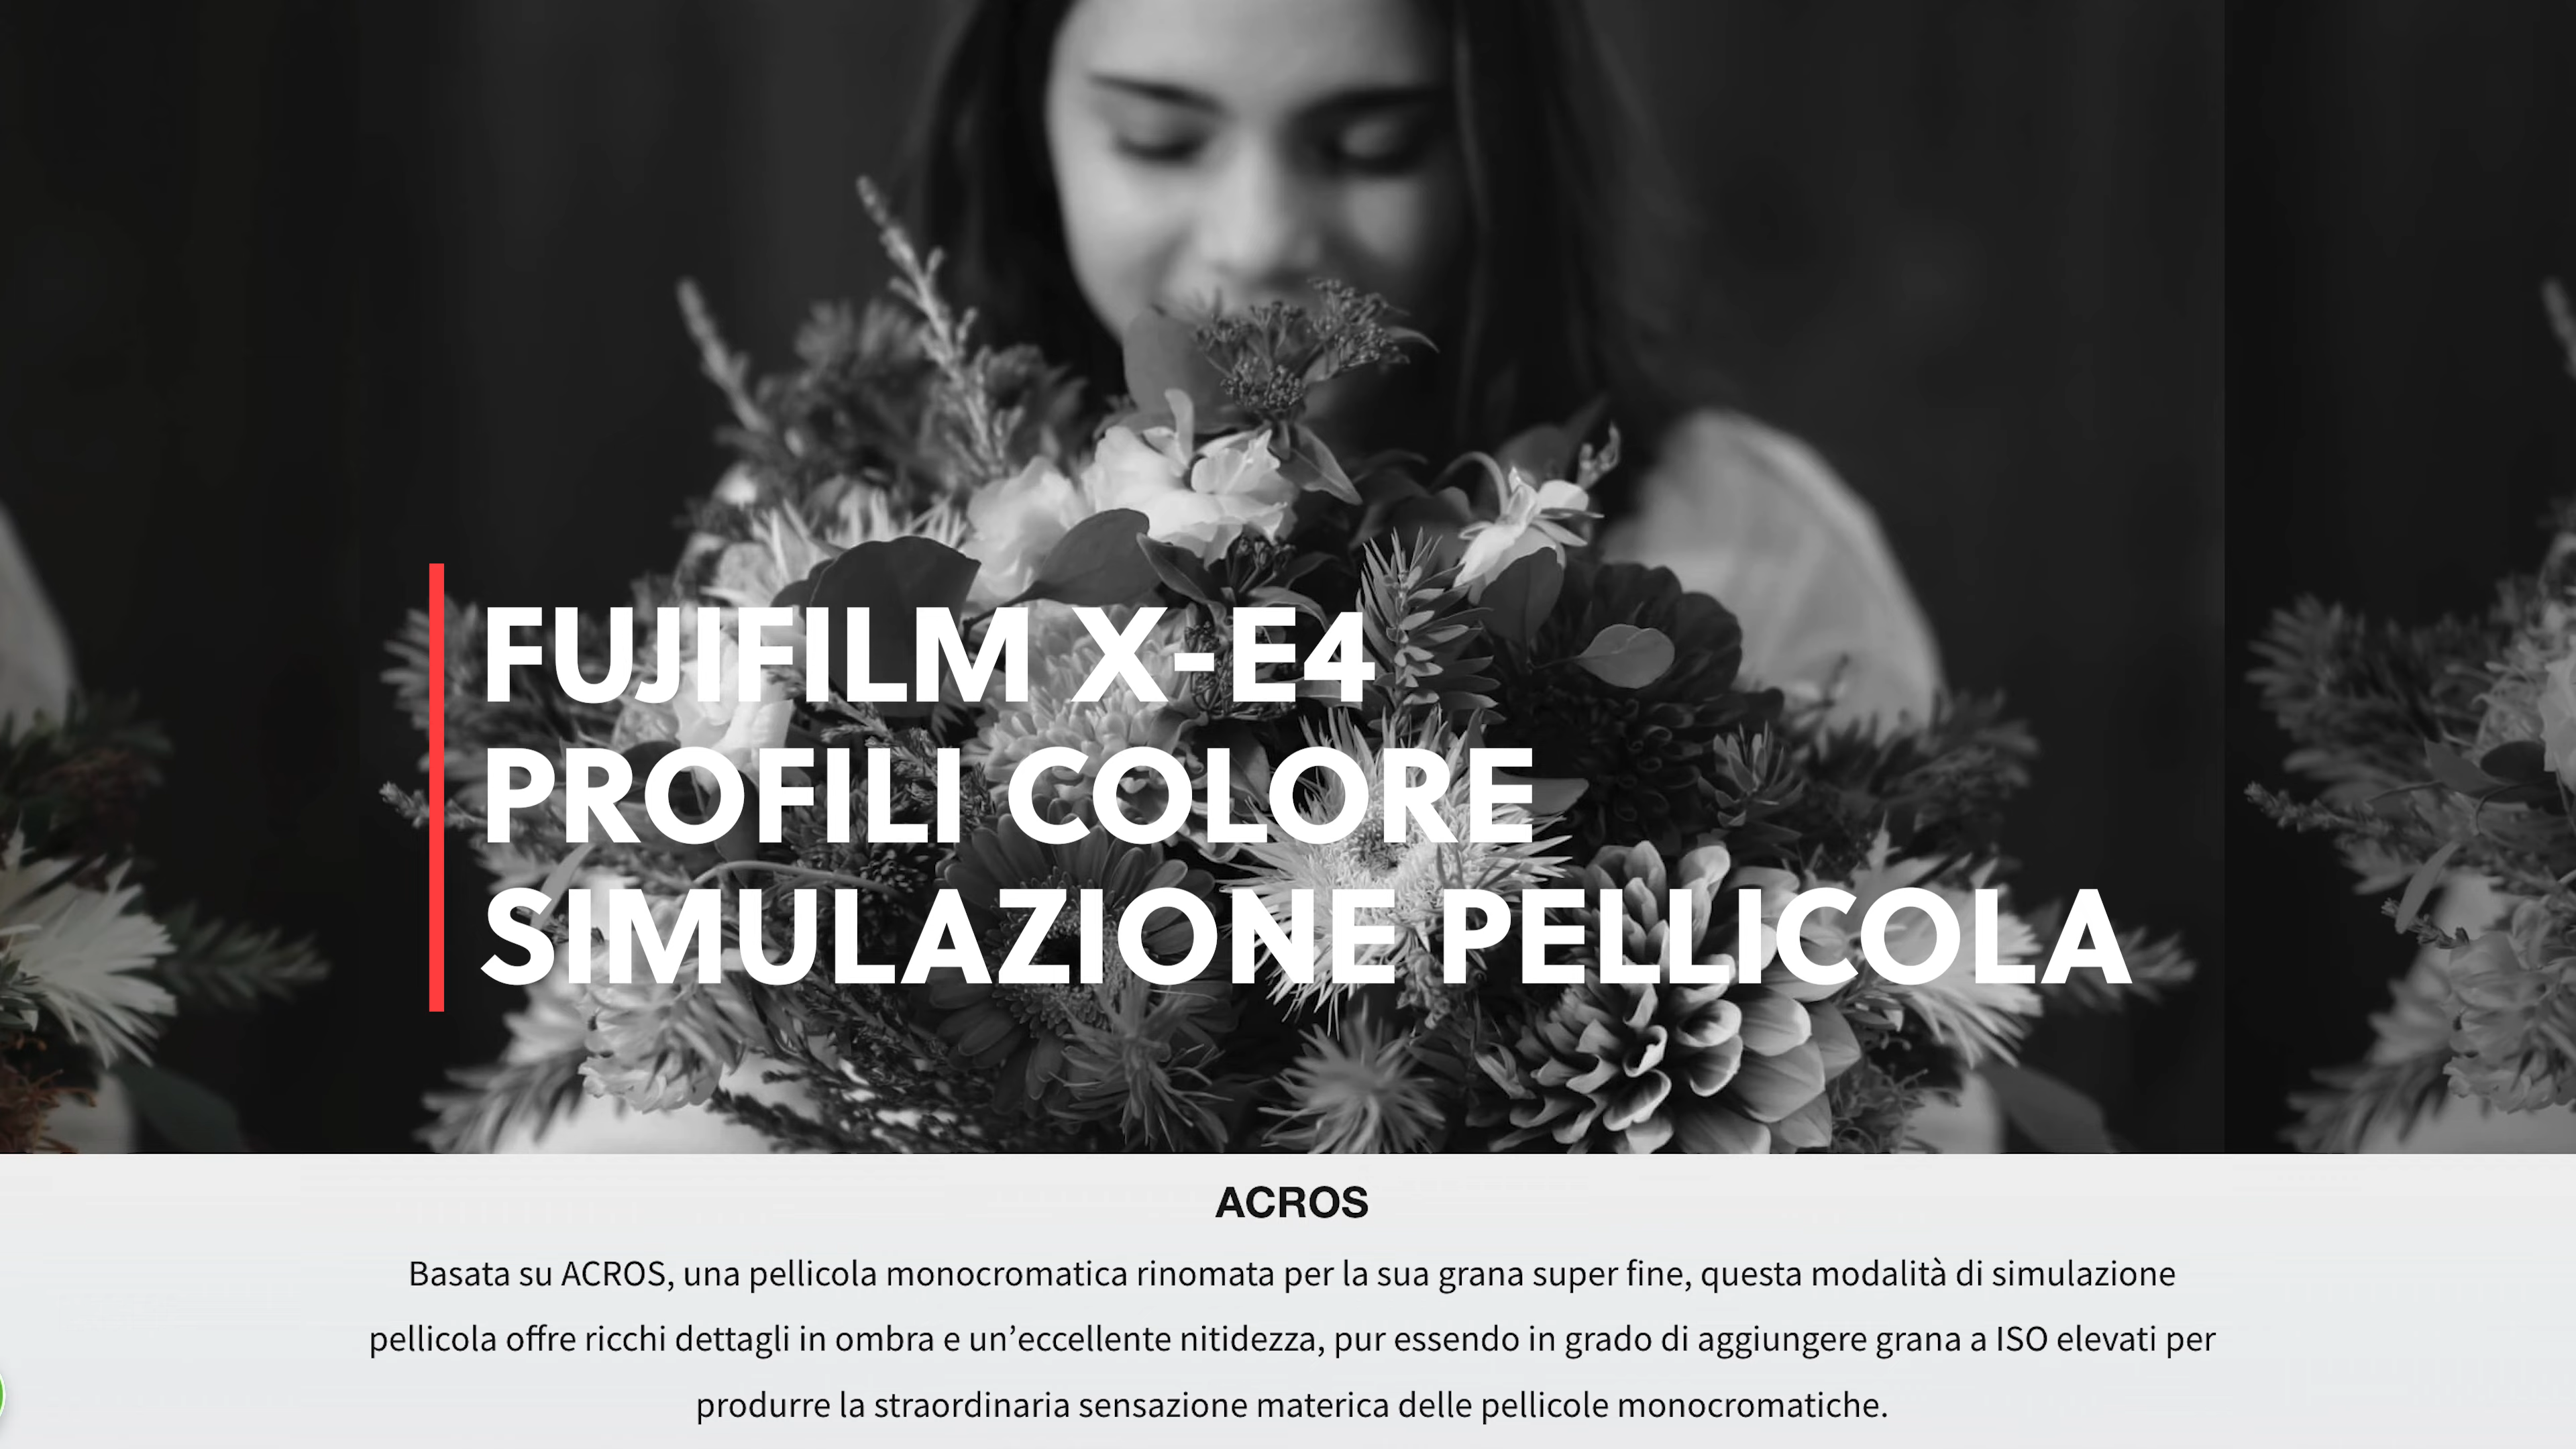 FUJIFILM X-E4
PROFILI COLORE
SIMULAZIONE PELLICOLA
ACROS
Basata su ACROS, una pellicola monocromatica rinomata per la sua grana super fine, questa modalità di simulazione
pellicola offre ricchi dettagli in ombra e un’eccellente nitidezza, pur essendo in grado di aggiungere grana a ISO elevati per
produrre la straordinaria sensazione materica delle pellicole monocromatiche.